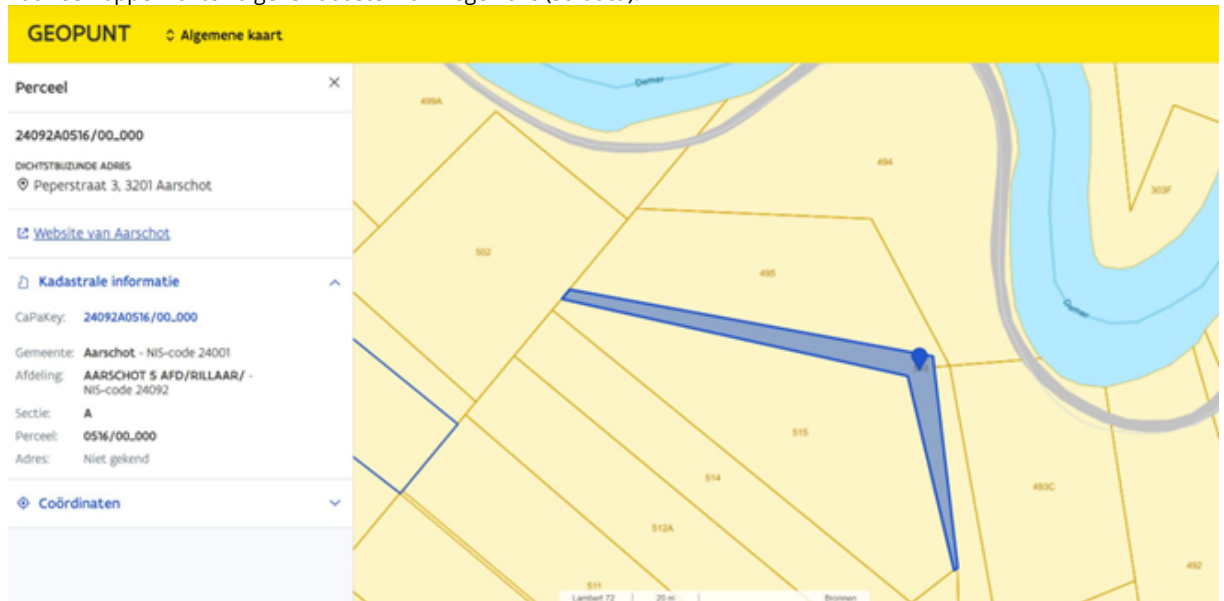 GEOPUNT
Algemene kaart
Perceel
24092A0516/00_000
DICHTSTBIJZIJNDE ADRES
Peperstraat 3, 3201 Aarschot
Website van Aarschot
Kadastrale informatie
CaPaKey: 24092A0516/00_000
Gemeente: Aarschot - NIS-code 24001
Afdeling: AARSCHOT 5 AFD/RILLAAR/ -
NIS-code 24092
Sectie: A
Perceel: 0516/00_000
Adres: Niet gekend
Coördinaten
Demer
499A
494
303F
502
495
Demer
515
514
493C
512A
492
511
Lambert 72
20 m
Bronnen